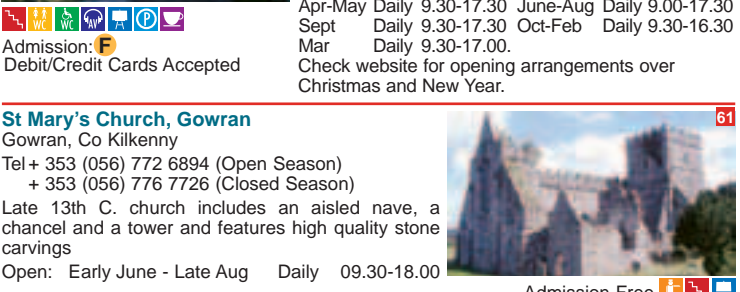 Apr-May Daily 9.30-17.30 June-Aug Daily 9.00-17.30
Sept Daily 9.30-17.30 Oct-Feb Daily 9.30-16.30
Mar Daily 9.30-17.00.
Check website for opening arrangements over
Christmas and New Year.
WC WC AV P
Admission: F
Debit/Credit Cards Accepted
St Mary's Church, Gowran
61
Gowran, Co Kilkenny
Tel + 353 (056) 772 6894 (Open Season)
+ 353 (056) 776 7726 (Closed Season)
Late 13th C. church includes an aisled nave, a
chancel and a tower and features high quality stone
carvings
Open: Early June - Late Aug Daily 09.30-18.00
Admission Free